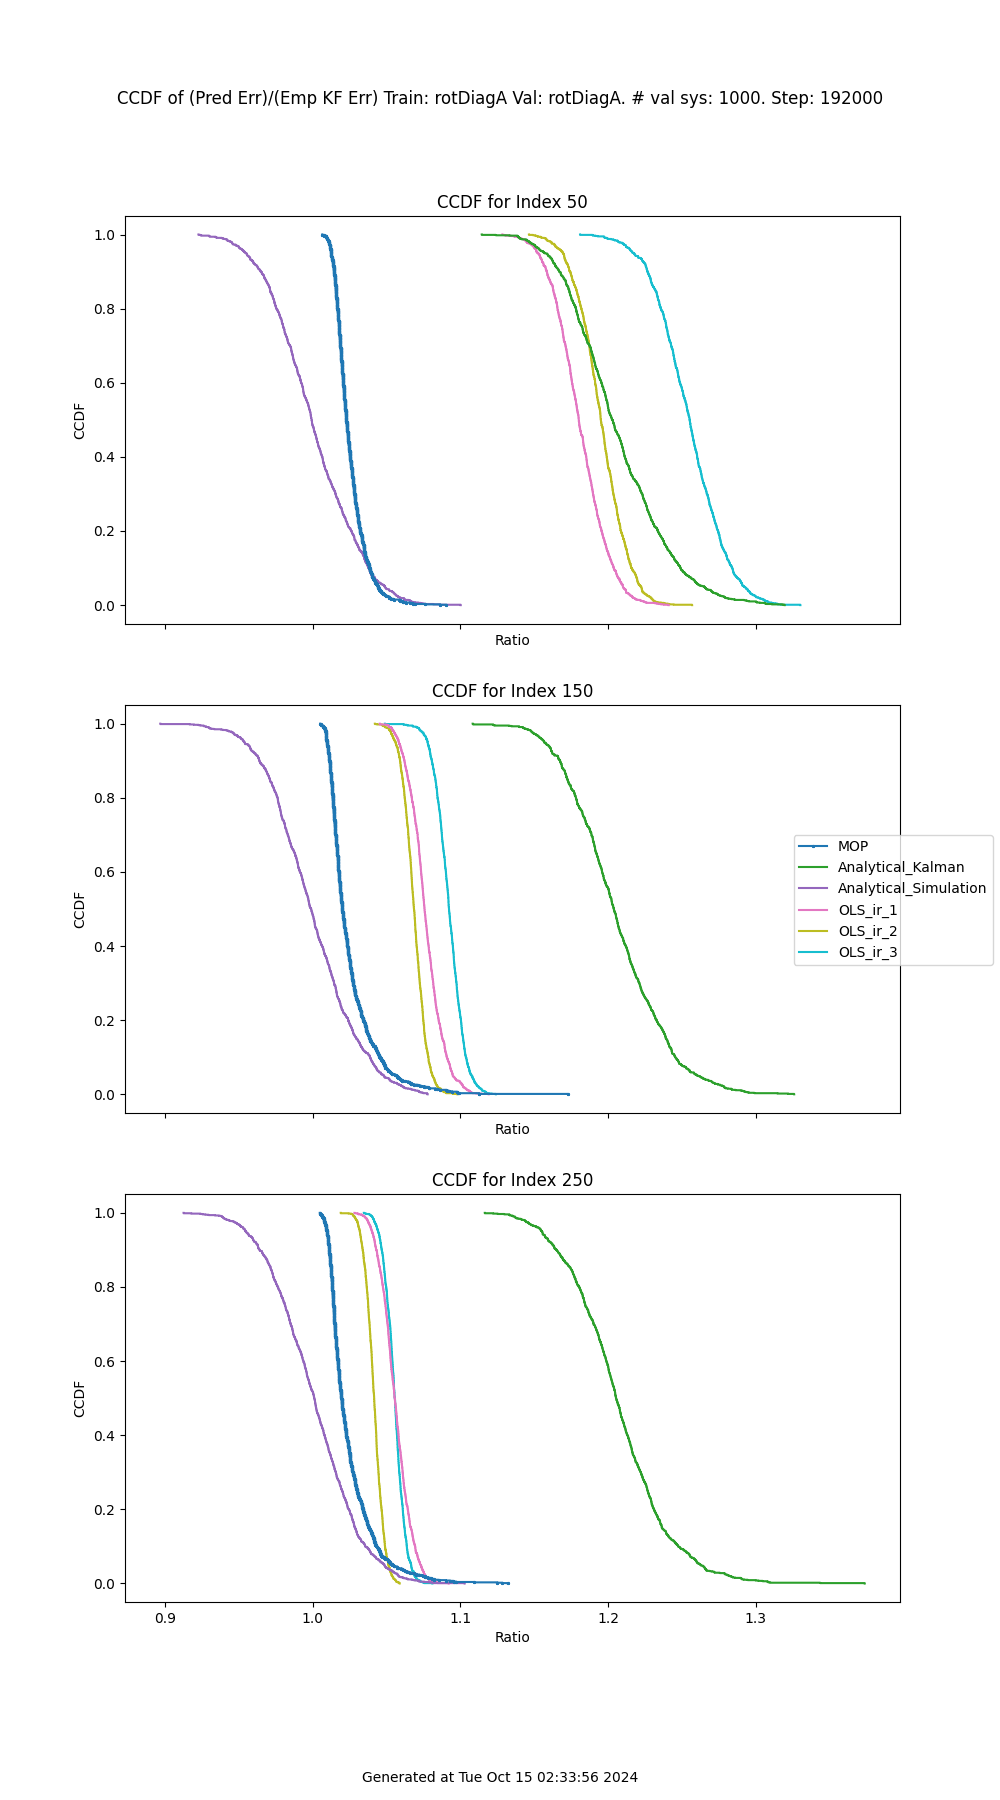 CCDF of (Pred Err)/(Emp KF Err) Train: rotDiagA Val: rotDiagA. # val sys: 1000. Step: 192000
CCDF for Index 50
1.0
0.8
0.6
0.4
0.2
0.0
CCDF
Ratio
CCDF for Index 150
1.0
0.8
0.6
0.4
0.2
0.0
CCDF
Ratio
MOP
Analytical_Kalman
Analytical_Simulation
OLS_ir_1
OLS_ir_2
OLS_ir_3
CCDF for Index 250
1.0
0.8
0.6
0.4
0.2
0.0
CCDF
0.9 1.0 1.1 1.2 1.3
Ratio
Generated at Tue Oct 15 02:33:56 2024